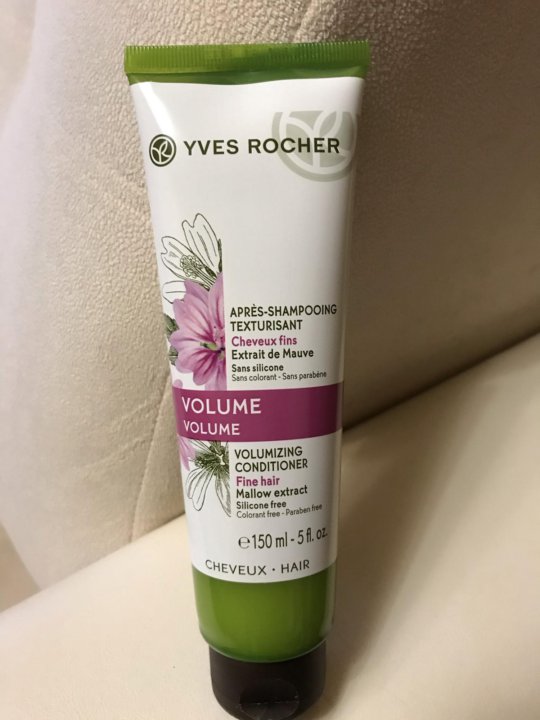 YVES ROCHER
APRÈS-SHAMPOOING
TEXTURISANT
Cheveux fins
Extrait de Mauve
Sans silicone
Sans colorant - Sans parabène
VOLUME
VOLUME
VOLUMIZING
CONDITIONER
Fine hair
Mallow extract
Silicone free
Colorant free - Paraben free
℮150 ml - 5 fl. oz.
CHEVEUX • HAIR